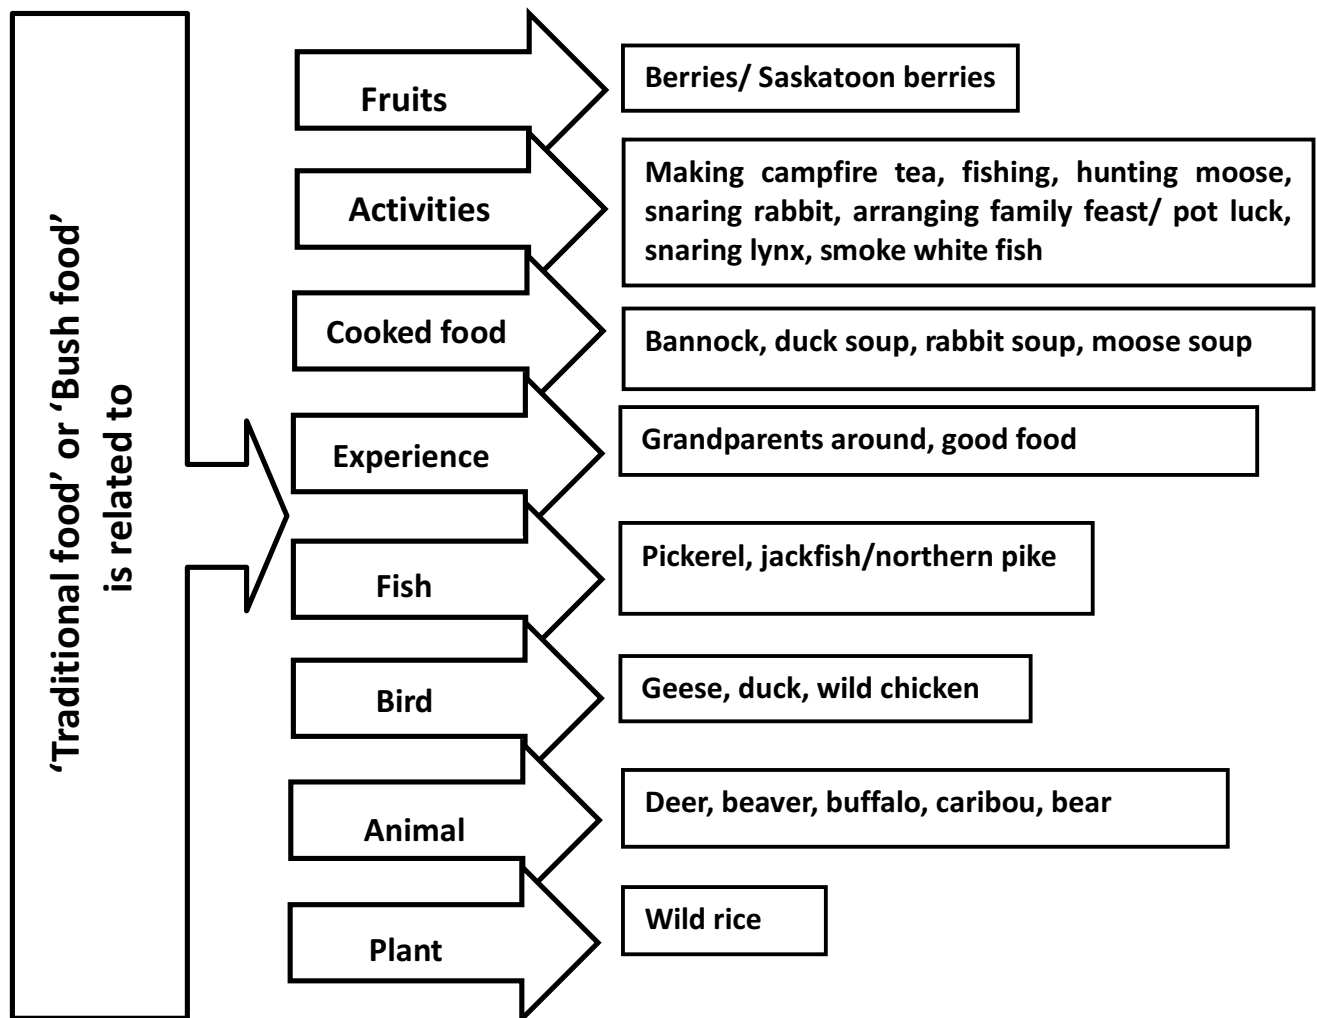 ‘Traditional food’ or ‘Bush food’
is related to
Fruits
Berries/ Saskatoon berries
Activities
Making campfire tea, fishing, hunting moose,
snaring rabbit, arranging family feast/ pot luck,
snaring lynx, smoke white fish
Cooked food
Bannock, duck soup, rabbit soup, moose soup
Experience
Grandparents around, good food
Fish
Pickerel, jackfish/northern pike
Bird
Geese, duck, wild chicken
Animal
Deer, beaver, buffalo, caribou, bear
Plant
Wild rice